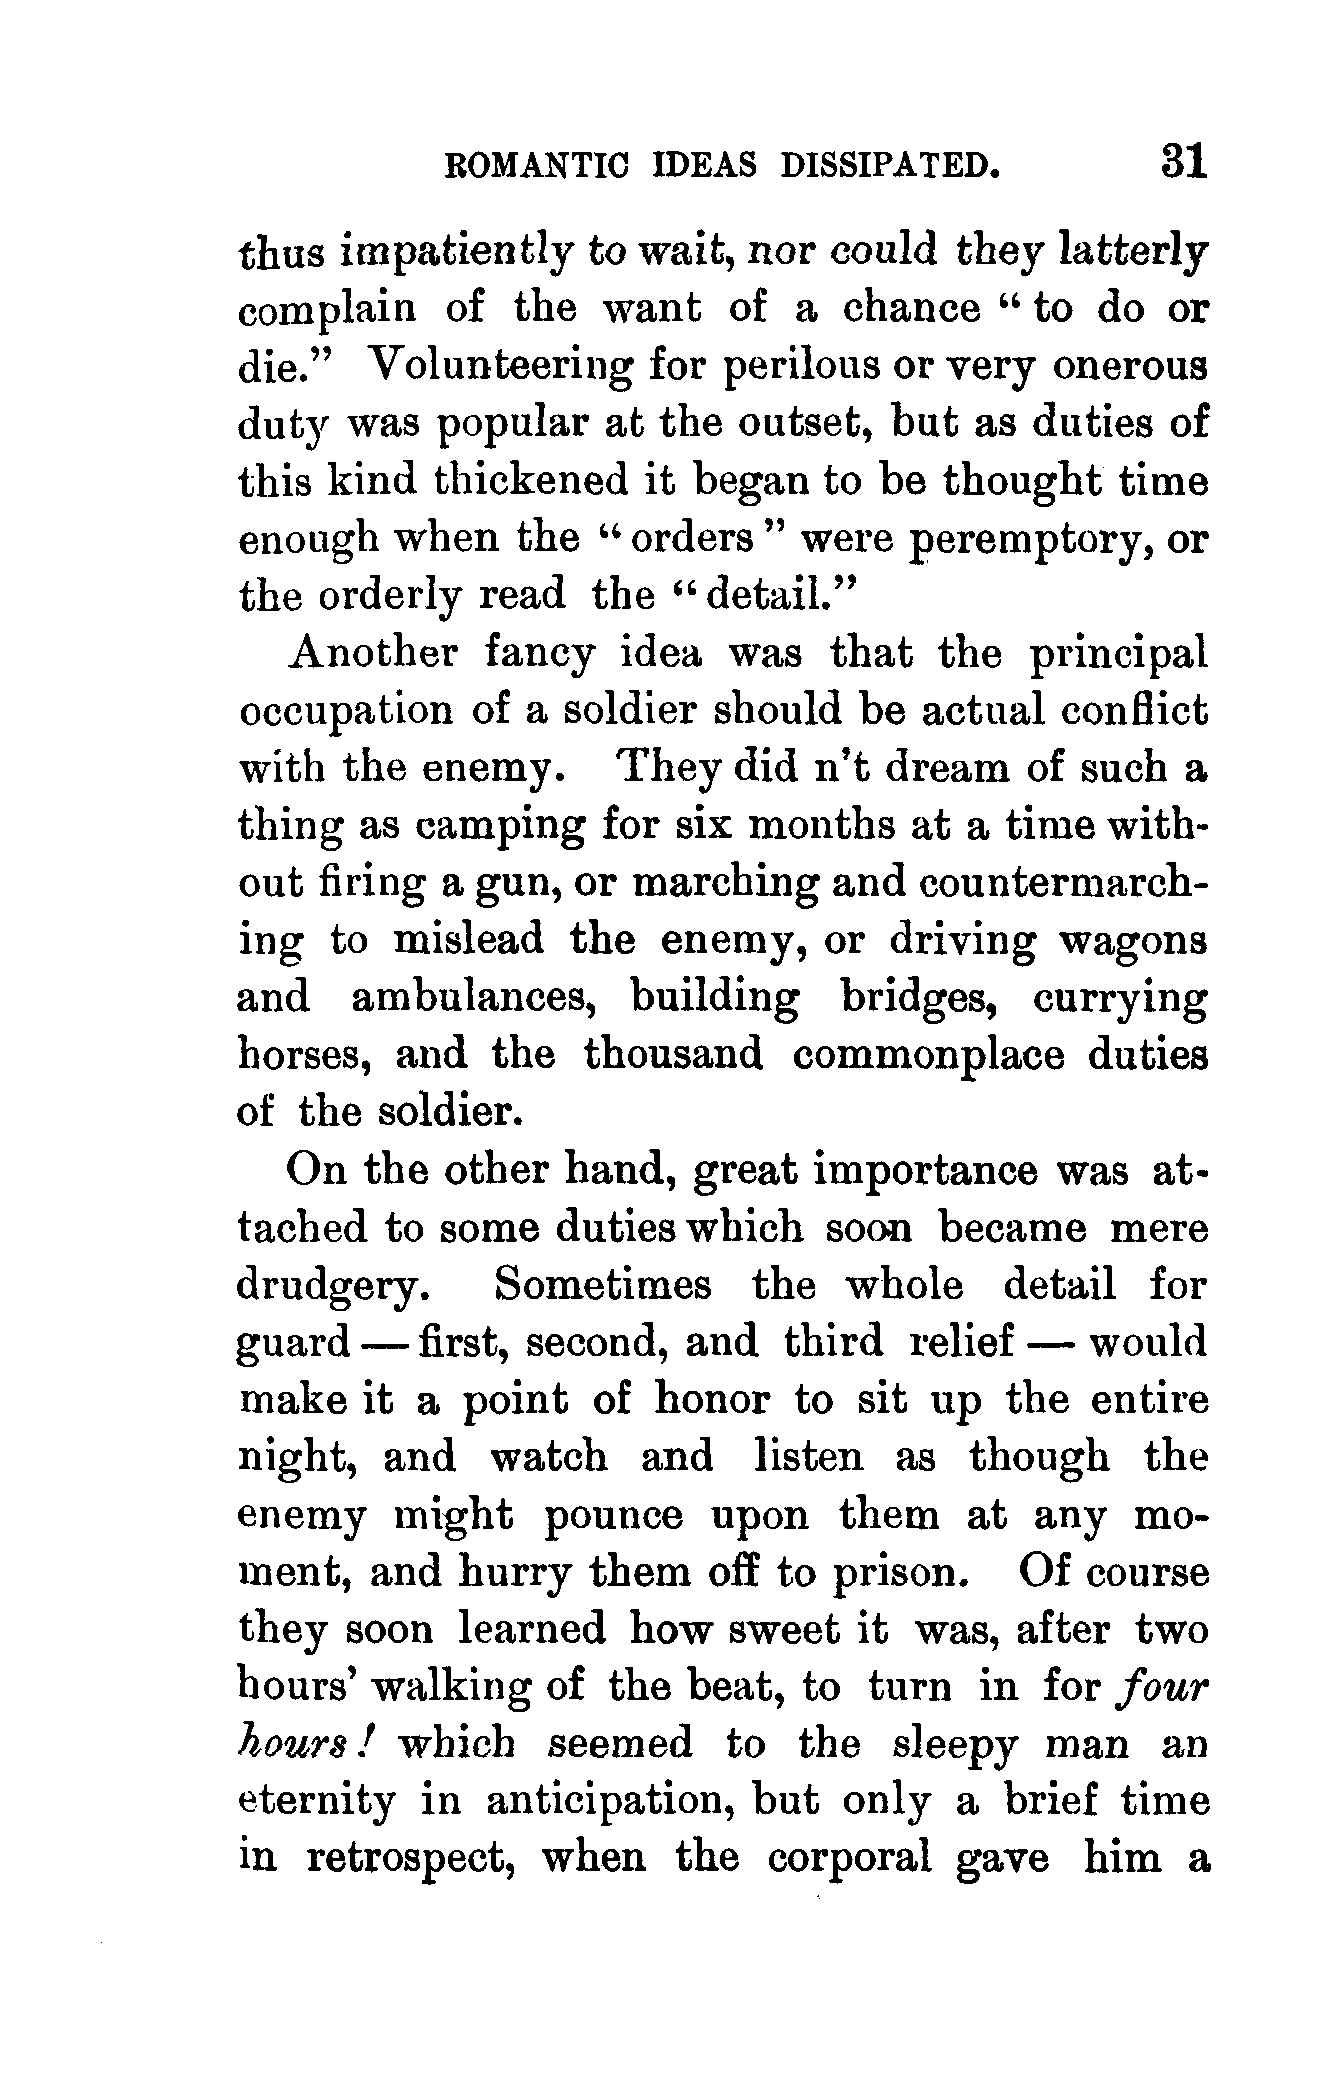 ROMANTIC IDEAS DISSIPATED. 31
thus impatiently to wait, nor could they latterly
complain of the want of a chance “ to do or
die.” Volunteering for perilous or very onerous
duty was popular at the outset, but as duties of
this kind thickened it began to be thought time
enough when the “ orders ” were peremptory, or
the orderly read the “ detail.”
Another fancy idea was that the principal
occupation of a soldier should be actual conflict
with the enemy. They did n’t dream of such a
thing as camping for six months at a time with-
out firing a gun, or marching and countermarch-
ing to mislead the enemy, or driving wagons
and ambulances, building bridges, currying
horses, and the thousand commonplace duties
of the soldier.
On the other hand, great importance was at-
tached to some duties which soon became mere
drudgery. Sometimes the whole detail for
guard — first, second, and third relief — would
make it a point of honor to sit up the entire
night, and watch and listen as though the
enemy might pounce upon them at any mo-
ment, and hurry them off to prison. Of course
they soon learned how sweet it was, after two
hours’ walking of the beat, to turn in for four
hours! which seemed to the sleepy man an
eternity in anticipation, but only a brief time
in retrospect, when the corporal gave him a